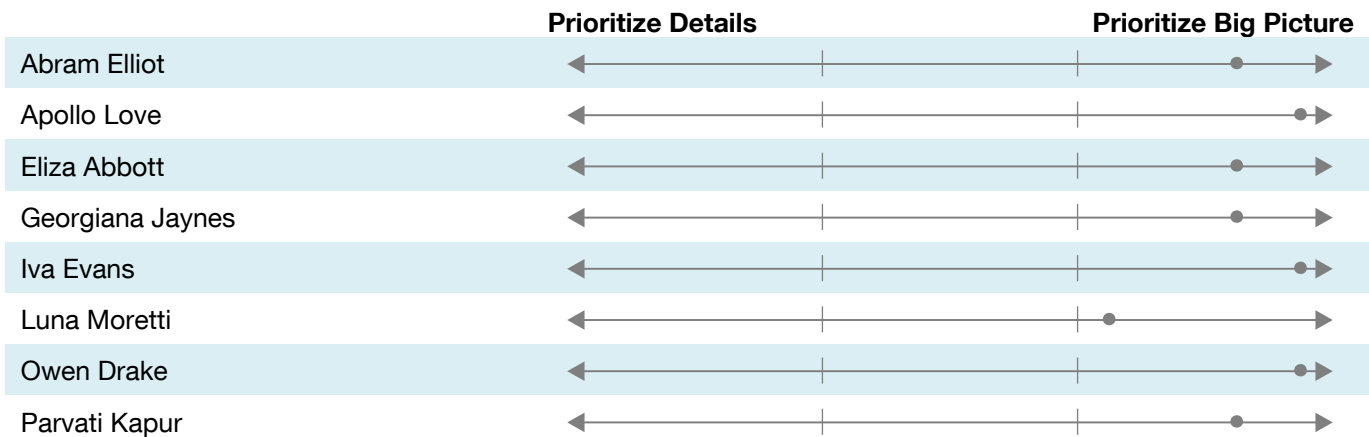 Prioritize Details Prioritize Big Picture
Abram Elliot
Apollo Love
Eliza Abbott
Georgiana Jaynes
Iva Evans
Luna Moretti
Owen Drake
Parvati Kapur